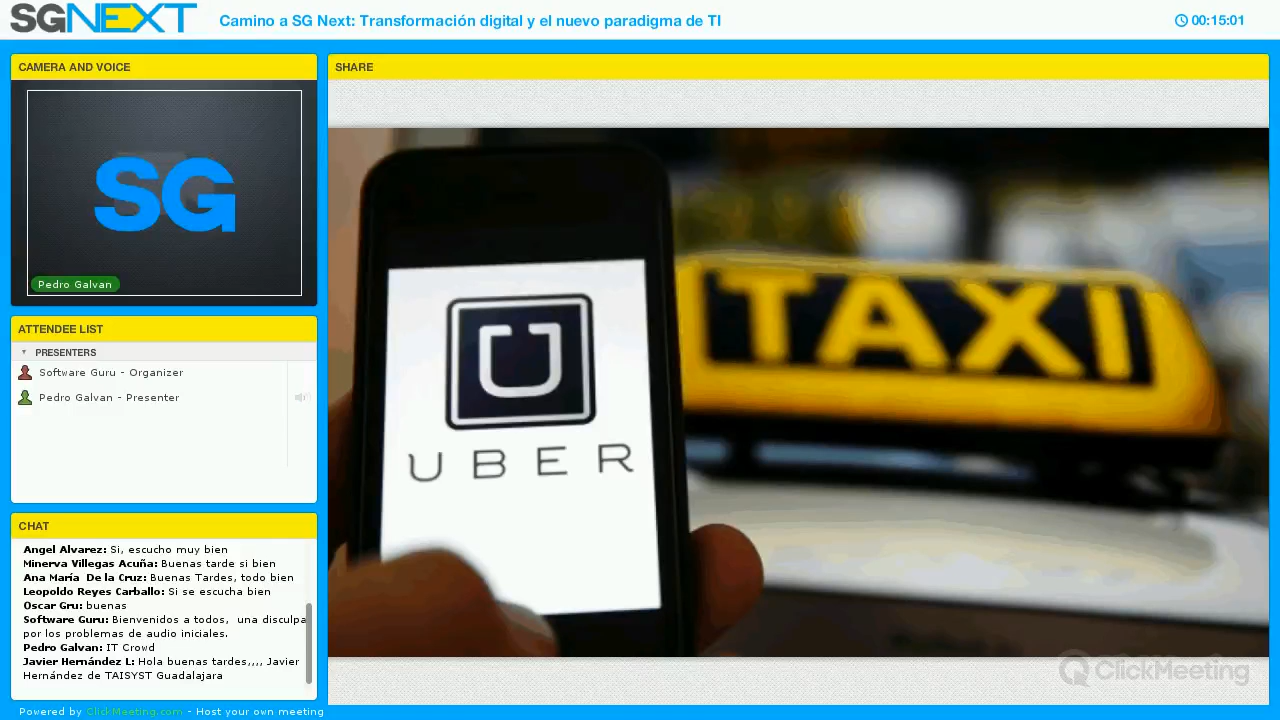 SGNEXT
Camino a SG Next: Transformación digital y el nuevo paradigma de TI
00:15:01
CAMERA AND VOICE
SG
Pedro Galvan
ATTENDEE LIST
PRESENTERS
Software Guru - Organizer
Pedro Galvan - Presenter
CHAT
Angel Alvarez: Si, escucho muy bien
Minerva Villegas Acuña: Buenas tarde si bien
Ana María De la Cruz: Buenas Tardes, todo bien
Leopoldo Reyes Carballo: Si se escucha bien
Oscar Gru: buenas
Software Guru: Bienvenidos a todos, una disculpa
por los problemas de audio iniciales.
Pedro Galvan: IT Crowd
Javier Hernández L: Hola buenas tardes,,,, Javier
Hernández de TAISYST Guadalajara
Powered by ClickMeeting.com - Host your own meeting
SHARE
U
UBER
TAXI
ClickMeeting